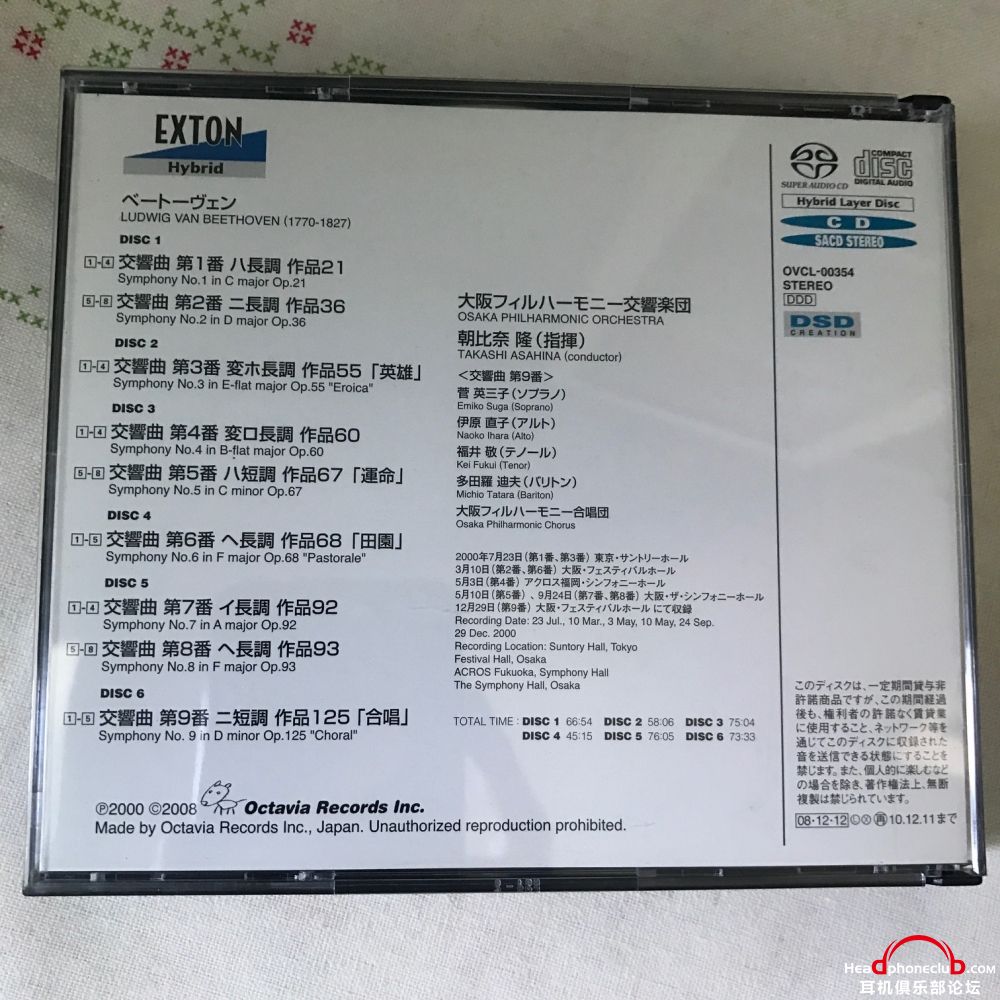 EXTON
Hybrid
ベートーヴェン
LUDWIG VAN BEETHOVEN (1770-1827)
DISC 1
1-4 交響曲 第1番 ハ長調 作品21
Symphony No.1 in C major Op.21
5-8 交響曲 第2番 ニ長調 作品36
Symphony No.2 in D major Op.36
DISC 2
1-4 交響曲 第3番 変ホ長調 作品55「英雄」
Symphony No.3 in E-flat major Op.55 "Eroica"
DISC 3
1-4 交響曲 第4番 変ロ長調 作品60
Symphony No.4 in B-flat major Op.60
5-8 交響曲 第5番 ハ短調 作品67「運命」
Symphony No.5 in C minor Op.67
DISC 4
1-5 交響曲 第6番 ヘ長調 作品68「田園」
Symphony No.6 in F major Op.68 "Pastorale"
DISC 5
1-4 交響曲 第7番 イ長調 作品92
Symphony No.7 in A major Op.92
5-8 交響曲 第8番 ヘ長調 作品93
Symphony No.8 in F major Op.93
DISC 6
1-5 交響曲 第9番 ニ短調 作品125「合唱」
Symphony No. 9 in D minor Op.125 "Choral"
大阪フィルハーモニー交響楽団
OSAKA PHILHARMONIC ORCHESTRA
朝比奈 隆（指揮）
TAKASHI ASAHINA (conductor)
＜交響曲 第9番＞
菅 英三子（ソプラノ）
Emiko Suga (Soprano)
伊原 直子（アルト）
Naoko Ihara (Alto)
福井 敬（テノール）
Kei Fukui (Tenor)
多田羅 迪夫（バリトン）
Michio Tatara (Bariton)
大阪フィルハーモニー合唱団
Osaka Philharmonic Chorus
2000年7月23日（第1番、第3番）東京・サントリーホール
3月10日（第2番、第6番）大阪・フェスティバルホール
5月3日（第4番）アクロス福岡・シンフォニーホール
5月10日（第5番）、9月24日（第7番、第8番）大阪・ザ・シンフォニーホール
12月29日（第9番）大阪・フェスティバルホール にて収録
Recording Date: 23 Jul., 10 Mar., 3 May, 10 May, 24 Sep.
29 Dec. 2000
Recording Location: Suntory Hall, Tokyo
Festival Hall, Osaka
ACROS Fukuoka, Symphony Hall
The Symphony Hall, Osaka
TOTAL TIME : DISC 1 66:54 DISC 2 58:06 DISC 3 75:04
DISC 4 45:15 DISC 5 76:05 DISC 6 73:33
℗2000 ©2008 Octavia Records Inc.
Made by Octavia Records Inc., Japan. Unauthorized reproduction prohibited.
SUPER AUDIO CD
COMPACT
disc
DIGITAL AUDIO
Hybrid Layer Disc
CD
SACD STEREO
OVCL-00354
STEREO
DDD
DSD
CREATION
このディスクは、一定期間貸与非
許諾商品ですが、この期間経過
後も、権利者の許諾なく賃貸業
に使用すること、ネットワーク等を
通じてこのディスクに収録された
音を送信できる状態にすることを
禁じます。また、個人的に楽しむなど
の場合を除き、著作権法上、無断
複製は禁じられています。
08・12・12 Ⓛ Ⓧ 再 10.12.11まで
Headphoneclub.com
耳机俱乐部论坛